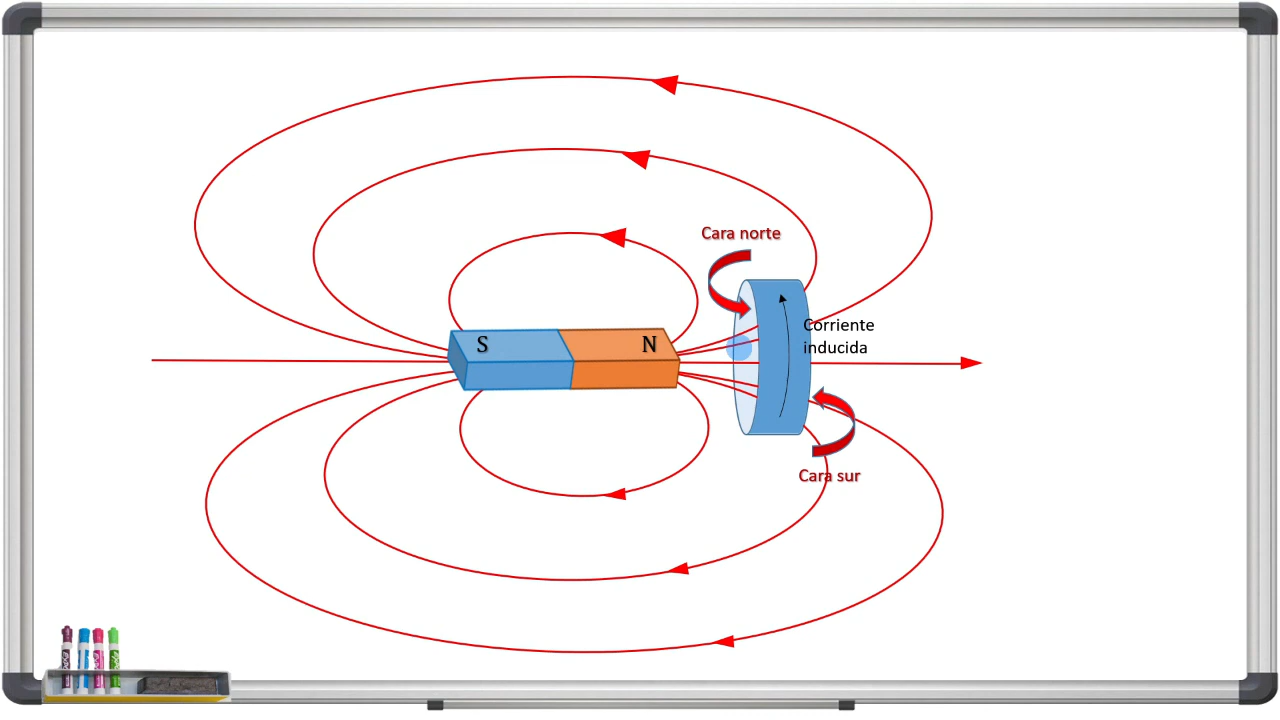 Cara norte
S
N
Corriente
inducida
Cara sur